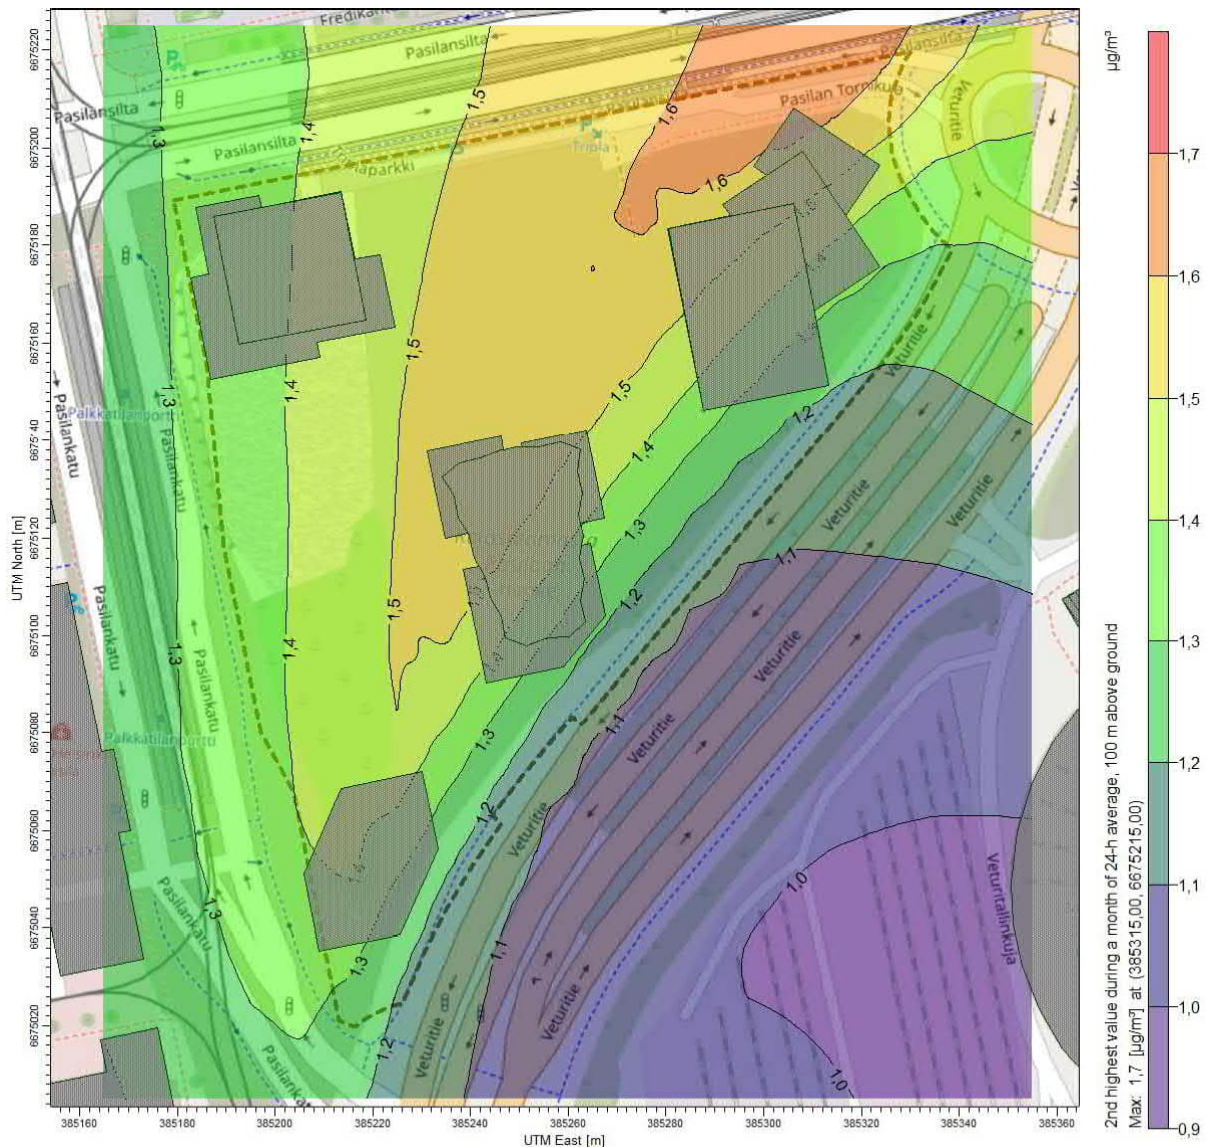 Fredikan
Pasilansilta
Pasilansilta
Pasilansilta
Pasilansilta
Pasilan Tornikuja
Tripla
Veturitie
1,3
1,4
1,5
1,6
1,6
1,5
1,5
1,4
1,3
1,4
1,3
1,2
1,5
1,4
1,3
1,2
1,1
1,3
1,2
1,1
1,3
1,3
1,2
1,1
1,0
1,0
Pasilankatu
Pasilankatu
Palkkatilanportti
Pasilankatu
Pasilankatu
Palkkatilanportti
Pasilankatu
Pasilankatu
Veturitie
Veturitie
Veturitie
Veturitie
Veturitie
Veturitie
Veturitie
Veturitie
Veturitallinkuja
UTM North [m]
6675220
6675200
6675180
6675160
6675140
6675120
6675100
6675080
6675060
6675040
6675020
385160 385180 385200 385220 385240 385260 385280 385300 385320 385340 385360
UTM East [m]
µg/m³
1,7
1,6
1,5
1,4
1,3
1,2
1,1
1,0
0,9
2nd highest value during a month of 24-h average, 100 m above ground
Max: 1,7 [µg/m³] at (385315,00, 6675215,00)